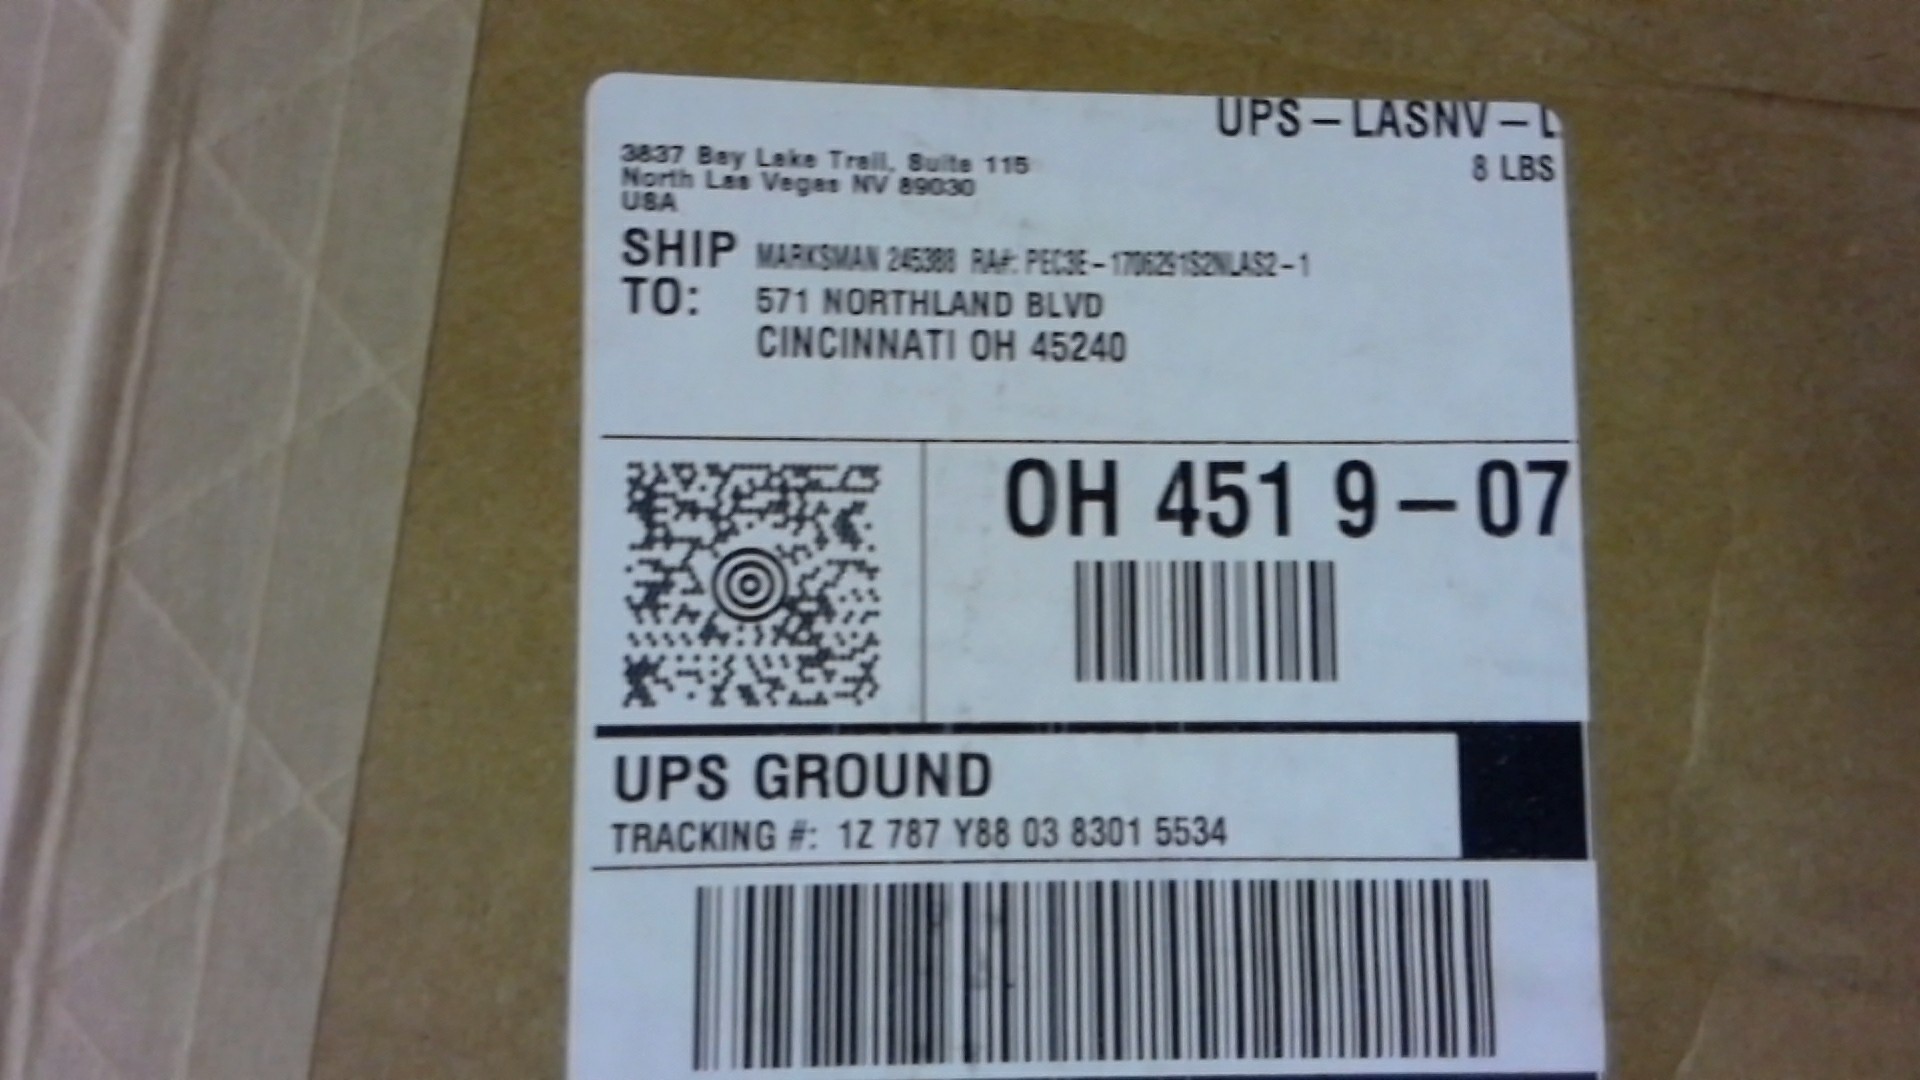 UPS – LASNV – L
8 LBS
3837 Bay Lake Trail, Suite 115
North Las Vegas NV 89030
USA
SHIP TO:
MARKSMAN 245388 RA#: PEC3E-1706291S2NLAS2-1
571 NORTHLAND BLVD
CINCINNATI OH 45240
OH 451 9 – 07
UPS GROUND
TRACKING #: 1Z 787 Y88 03 8301 5534